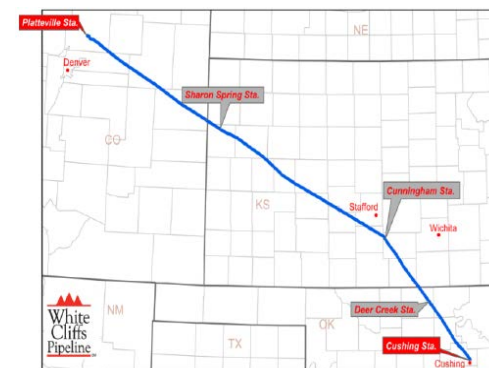 Platteville Sta.
NE
Denver
Sharon Spring Sta.
CO
Cunningham Sta.
Stafford
KS
Wichita
Deer Creek Sta.
NM
OK
White
Cliffs
Pipeline
TX
Cushing Sta.
Cushing